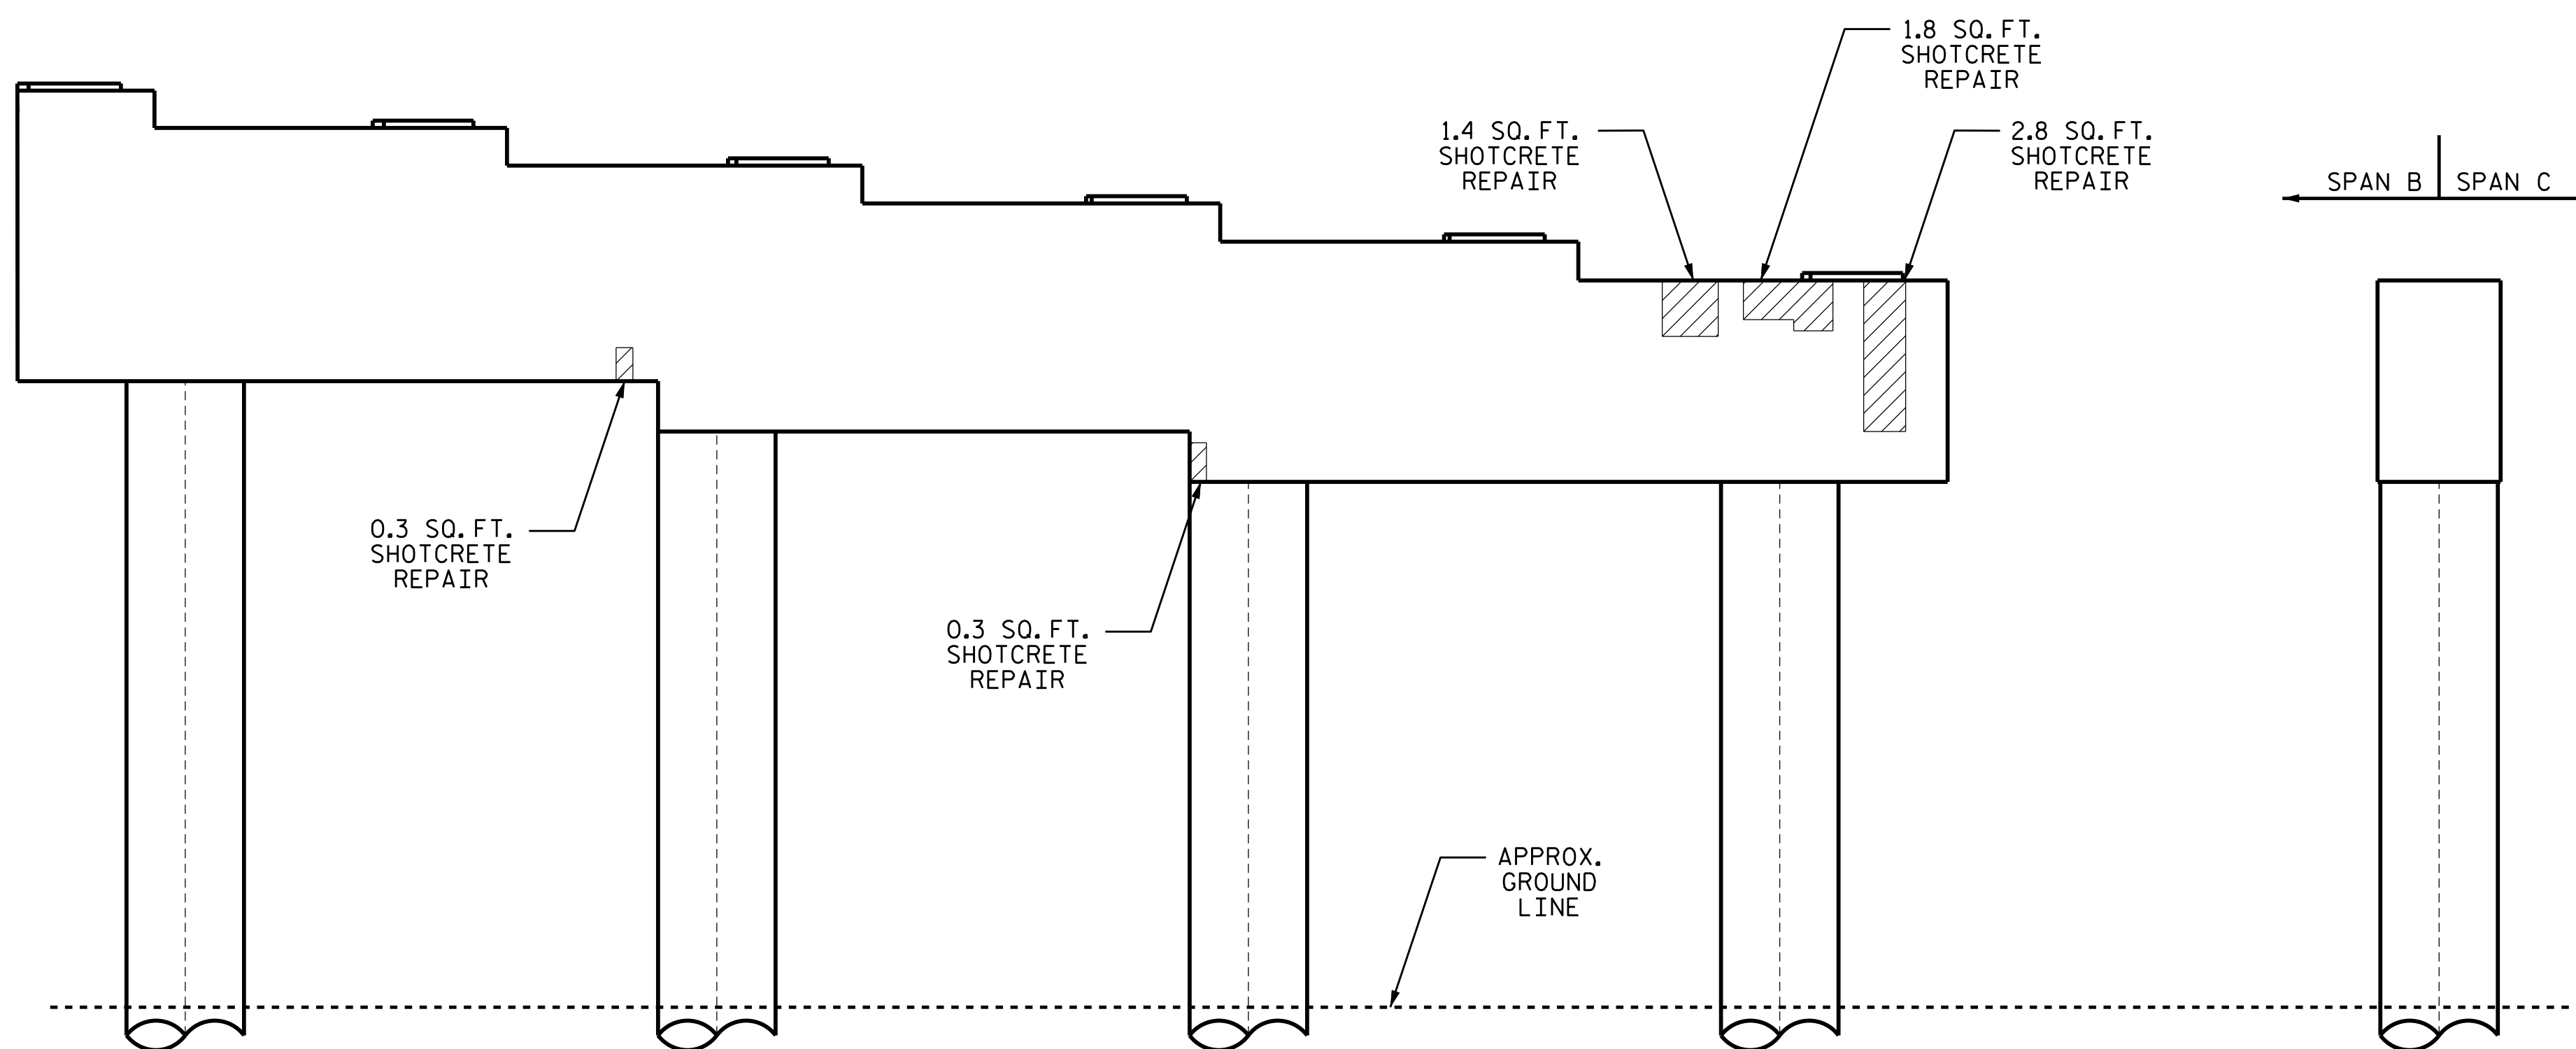 1.8 SQ.FT.
SHOTCRETE
REPAIR
1.4 SQ.FT.
SHOTCRETE
REPAIR
2.8 SQ.FT.
SHOTCRETE
REPAIR
SPAN B
SPAN C
0.3 SQ.FT.
SHOTCRETE
REPAIR
0.3 SQ.FT.
SHOTCRETE
REPAIR
APPROX.
GROUND
LINE